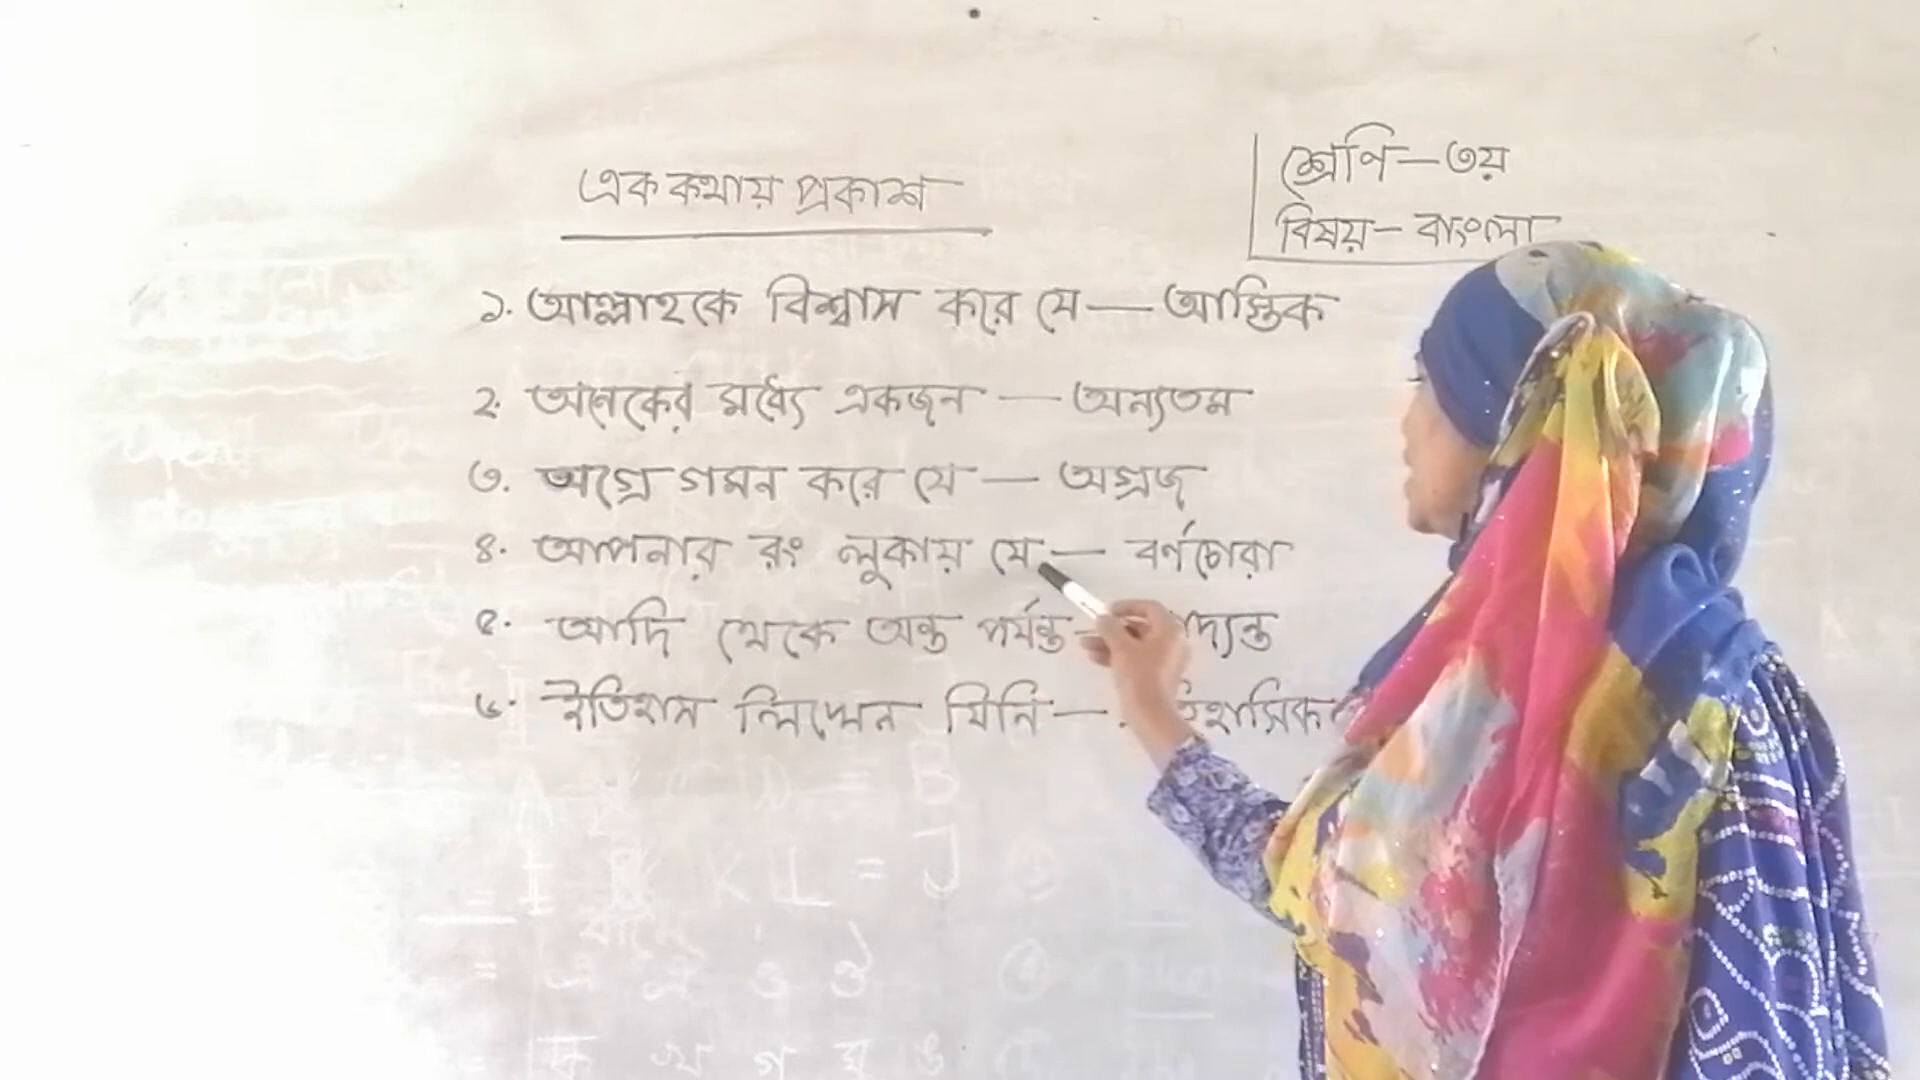 শ্রেণি — ৩য়
বিষয় — বাংলা
এক কথায় প্রকাশ
১. আল্লাহকে বিশ্বাস করে যে — আস্তিক
২. অনেকের মধ্যে একজন — অন্যতম
৩. অগ্রে গমন করে যে — অগ্রজ
৪. আপনার রং লুকায় যে — বর্ণচোরা
৫. আদি থেকে অন্ত পর্যন্ত —
৬. ইতিহাস লিখেন যিনি —
A
B
= I K K L = J
= এ ঐ ও ঔ
= ক খ গ ঘ ঙ